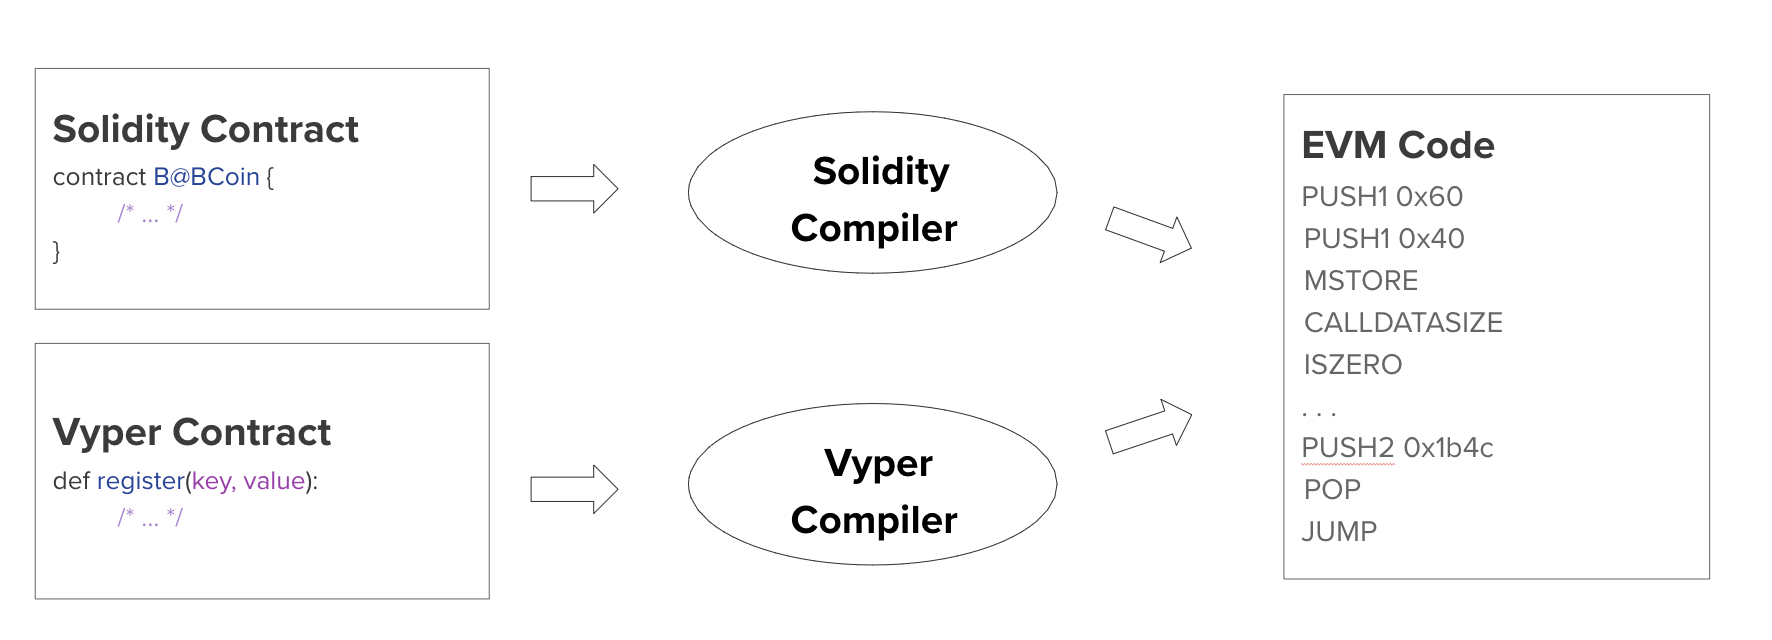 Solidity Contract
contract B@BCoin {
/* ... */
}
Vyper Contract
def register(key, value):
/* ... */
Solidity
Compiler
Vyper
Compiler
EVM Code
PUSH1 0x60
PUSH1 0x40
MSTORE
CALLDATASIZE
ISZERO
. . .
PUSH2 0x1b4c
POP
JUMP